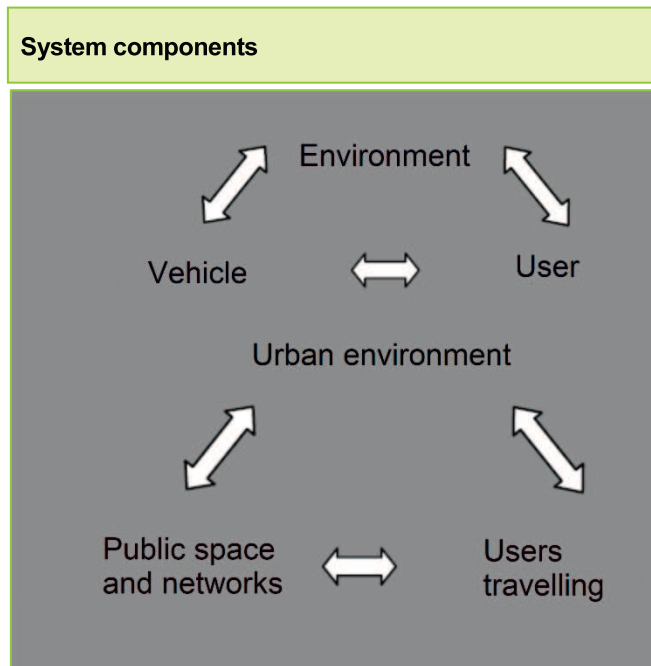 System components
Environment
Vehicle
User
Urban environment
Public space
and networks
Users
travelling